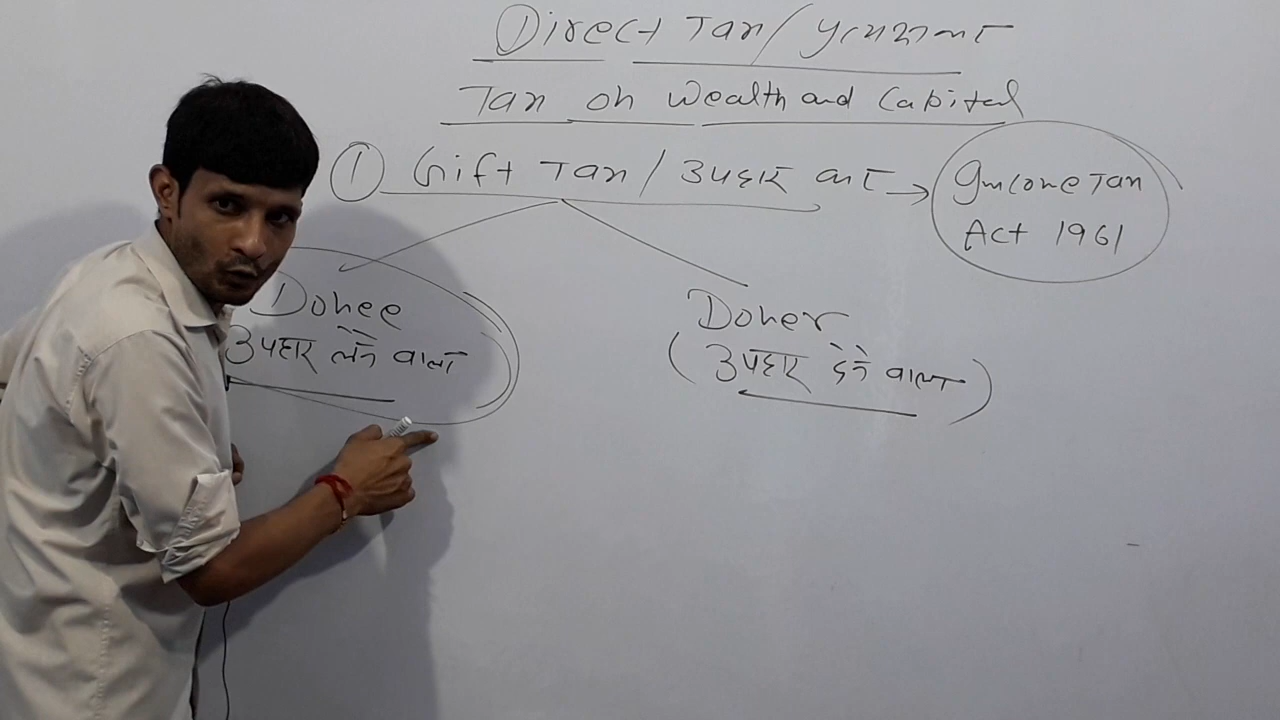 Direct Tax/प्रत्यक्ष कर
Tax on Wealth and Capital
① Gift Tax/उपहार कर → Income Tax Act 1961
Donee
उपहार लेने वाला
Doner
(उपहार देने वाला)